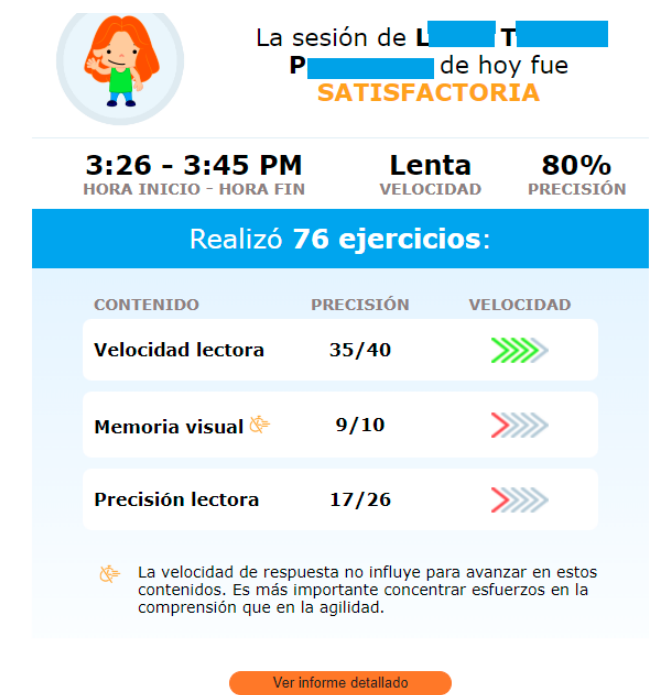 La sesión de L T
P de hoy fue
SATISFACTORIA
3:26 - 3:45 PM Lenta 80%
HORA INICIO - HORA FIN VELOCIDAD PRECISIÓN
Realizó 76 ejercicios:
CONTENIDO PRECISIÓN VELOCIDAD
Velocidad lectora 35/40
Memoria visual 9/10
Precisión lectora 17/26
La velocidad de respuesta no influye para avanzar en estos
contenidos. Es más importante concentrar esfuerzos en la
comprensión que en la agilidad.
Ver informe detallado